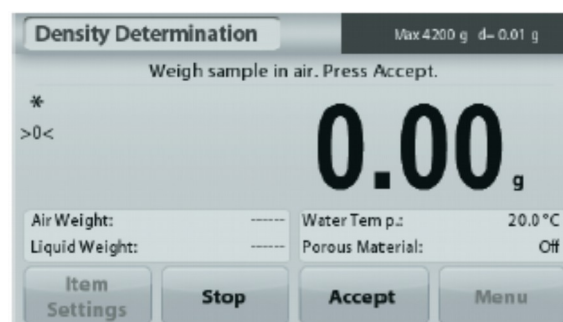 Density Determination
Max 4200 g d= 0.01 g
Weigh sample in air. Press Accept.
*
>0<
0.00 g
Air Weight: ------ Water Temp.: 20.0°C
Liquid Weight: ------ Porous Material: Off
Item Settings
Stop
Accept
Menu